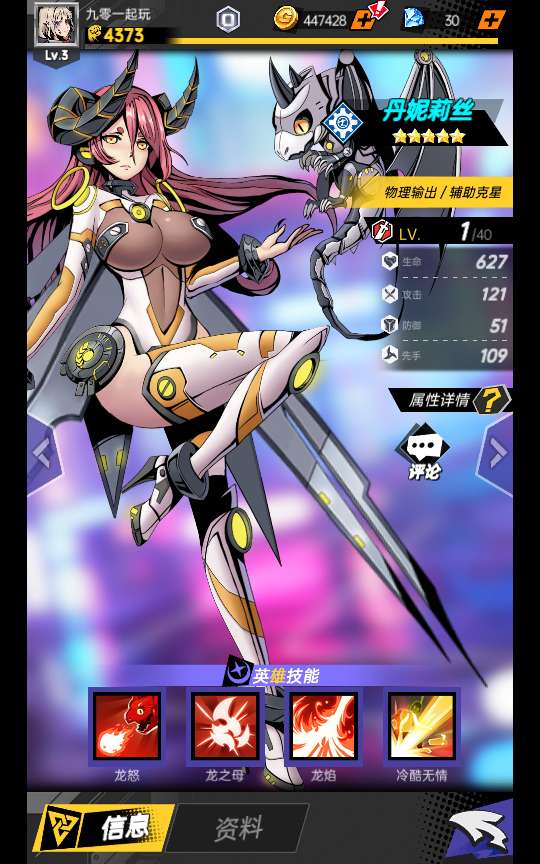 九零一起玩
4373
Lv.3
447428
30
丹妮莉丝
物理输出 / 辅助克星
LV. 1/40
生命 627
攻击 121
防御 51
先手 109
属性详情 ?
评论
英雄技能
龙怒
龙之母
龙焰
冷酷无情
信息
资料